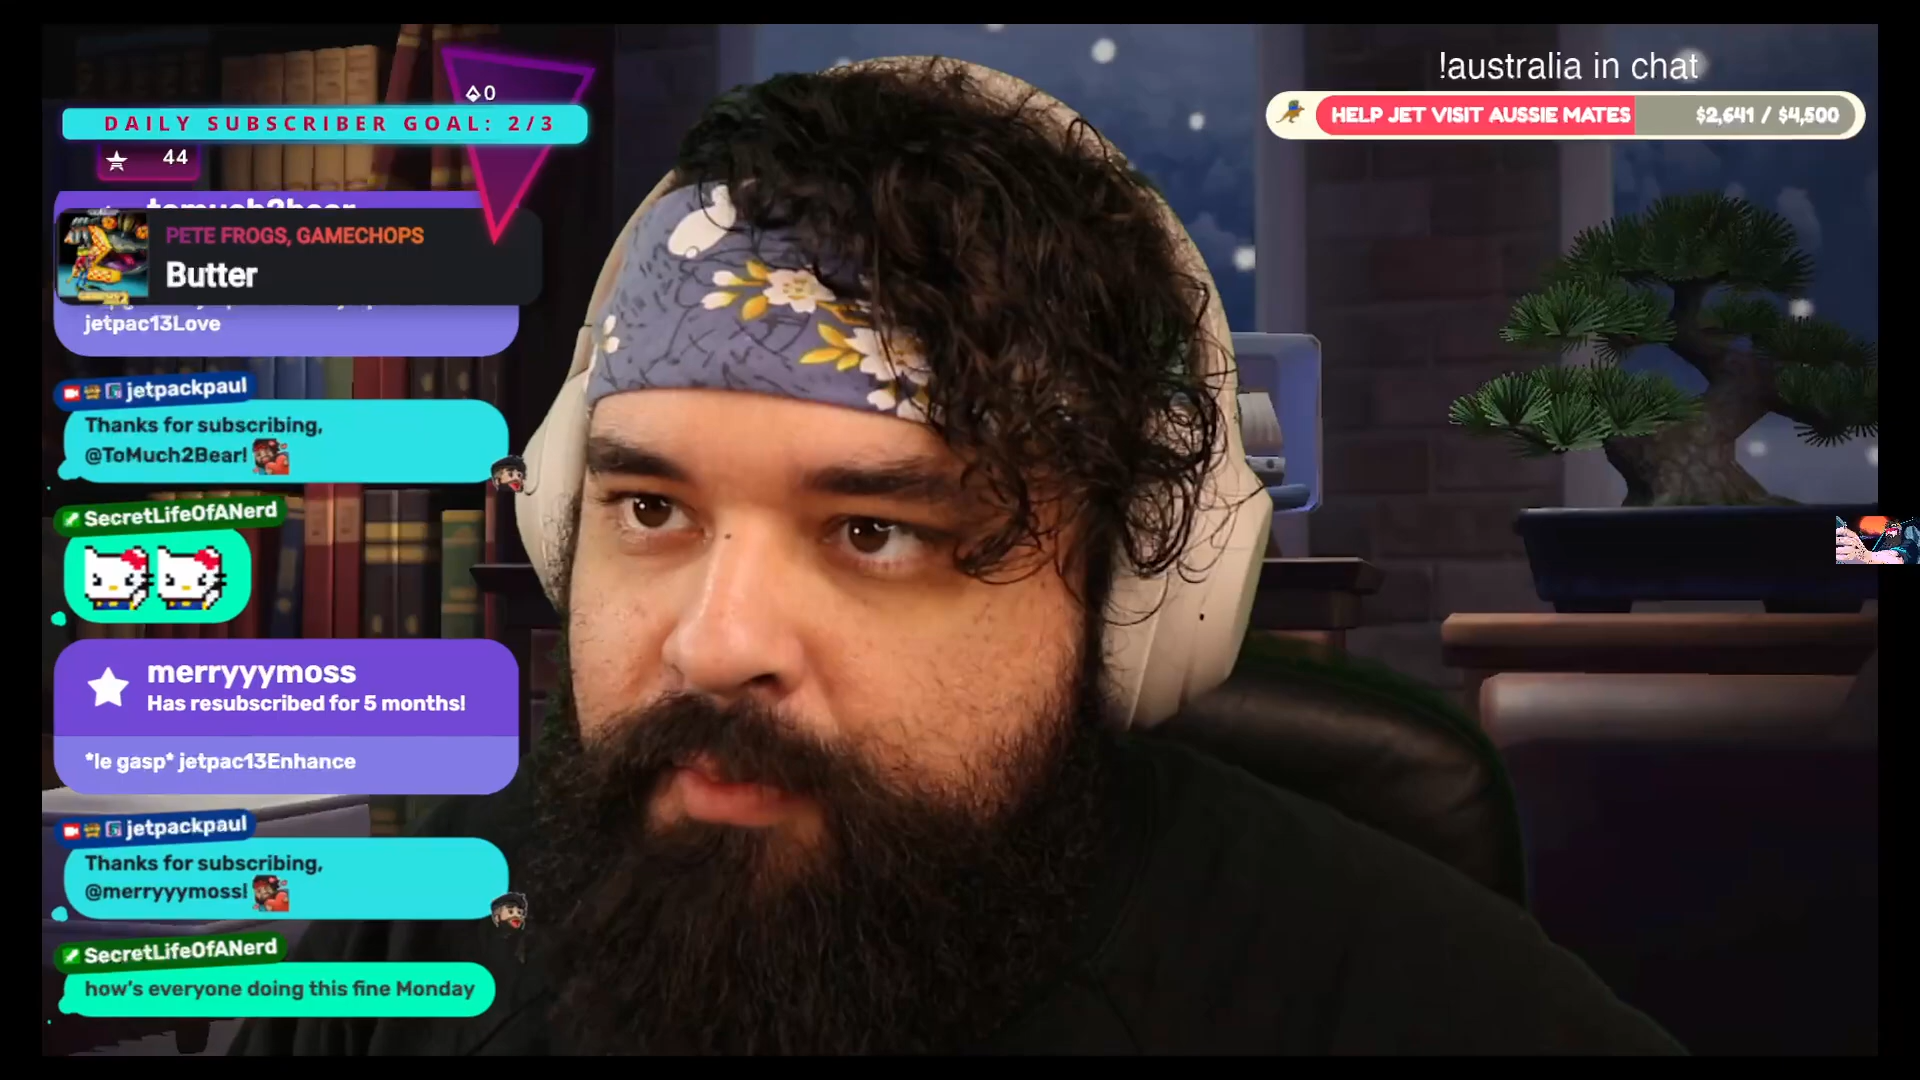 !australia in chat
HELP JET VISIT AUSSIE MATES $2,641 / $4,500
0
DAILY SUBSCRIBER GOAL: 2/3
44
tomuch2bear
PETE FROGS, GAMECHOPS
Butter
jetpac13Love
jetpackpaul
Thanks for subscribing,
@ToMuch2Bear!
SecretLifeOfANerd
merryyymoss
Has resubscribed for 5 months!
*le gasp* jetpac13Enhance
jetpackpaul
Thanks for subscribing,
@merryyymoss!
SecretLifeOfANerd
how's everyone doing this fine Monday